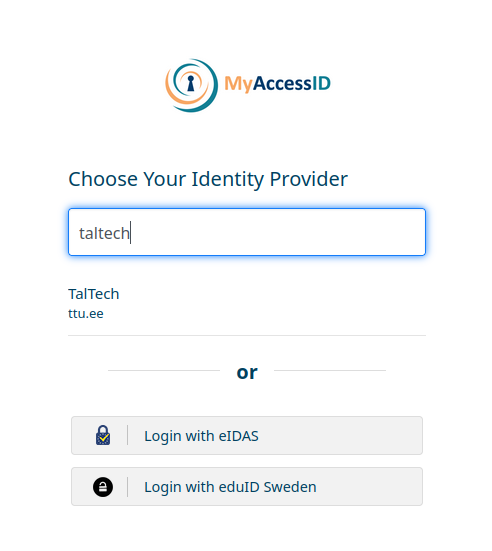 MyAccessID
Choose Your Identity Provider
taltech
TalTech
ttu.ee
or
Login with eIDAS
Login with eduID Sweden